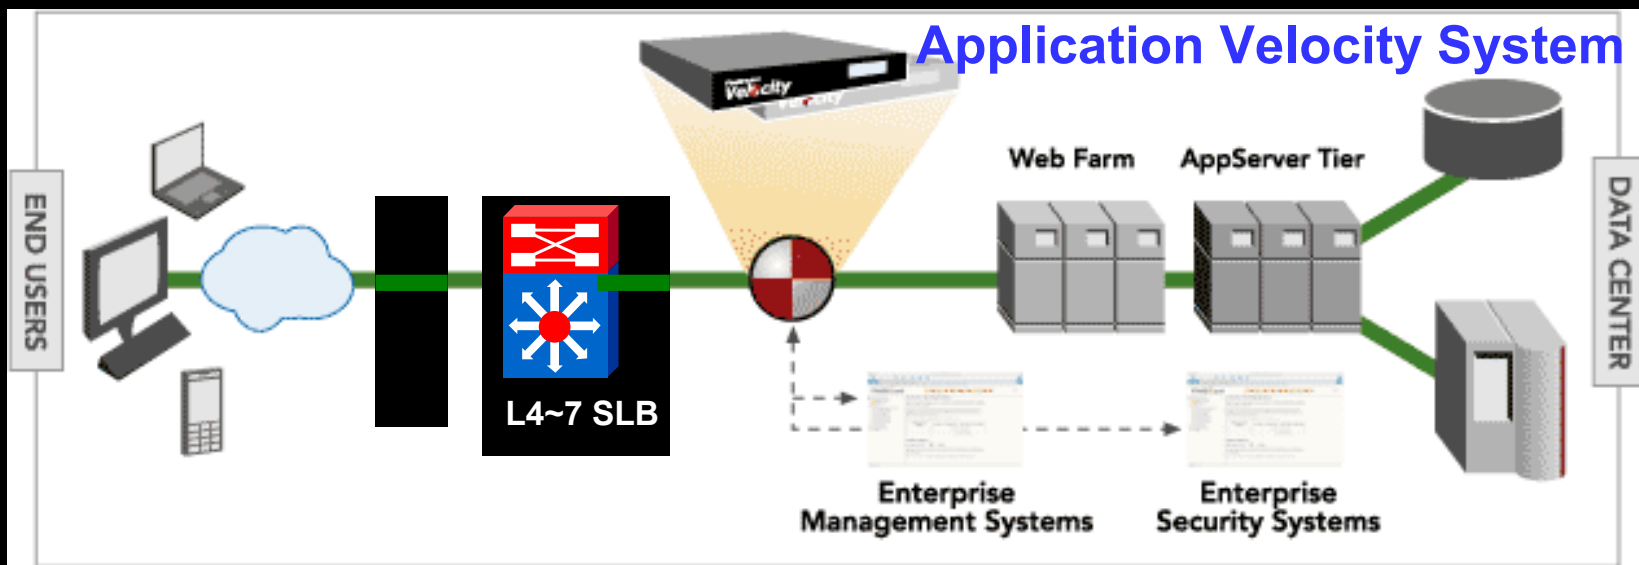 Application Velocity System
Velocity
Velocity
Web Farm
AppServer Tier
END USERS
DATA CENTER
L4~7 SLB
Enterprise
Management Systems
Enterprise
Security Systems